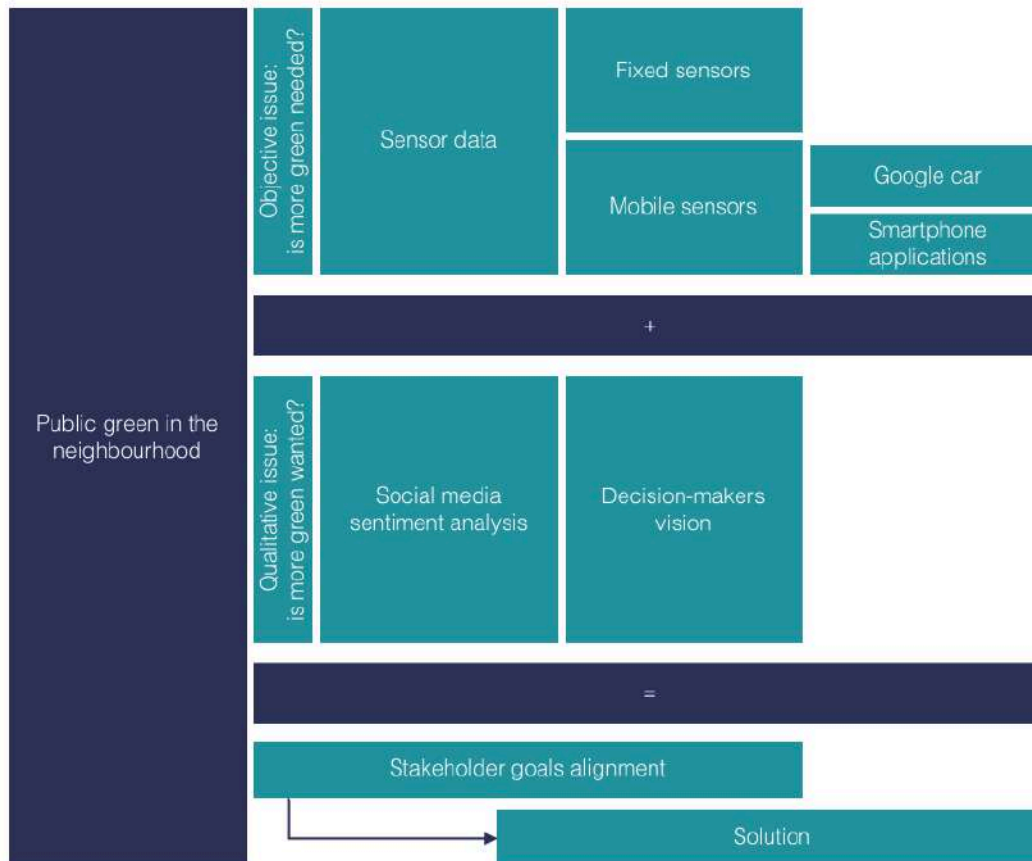 Public green in the
neighbourhood
Objective issue:
is more green needed?
Sensor data
Fixed sensors
Mobile sensors
Google car
Smartphone
applications
+
Qualitative issue:
is more green wanted?
Social media
sentiment analysis
Decision-makers
vision
=
Stakeholder goals alignment
Solution